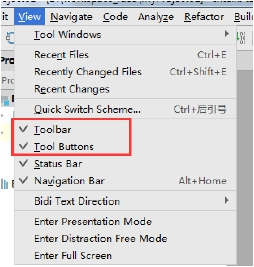 View Navigate Code Analyze Refactor Buil
Tool Windows
Recent Files Ctrl+E
Recently Changed Files Ctrl+Shift+E
Recent Changes
Quick Switch Scheme... Ctrl+后引号
Toolbar
Tool Buttons
Status Bar
Navigation Bar Alt+Home
Bidi Text Direction
Enter Presentation Mode
Enter Distraction Free Mode
Enter Full Screen